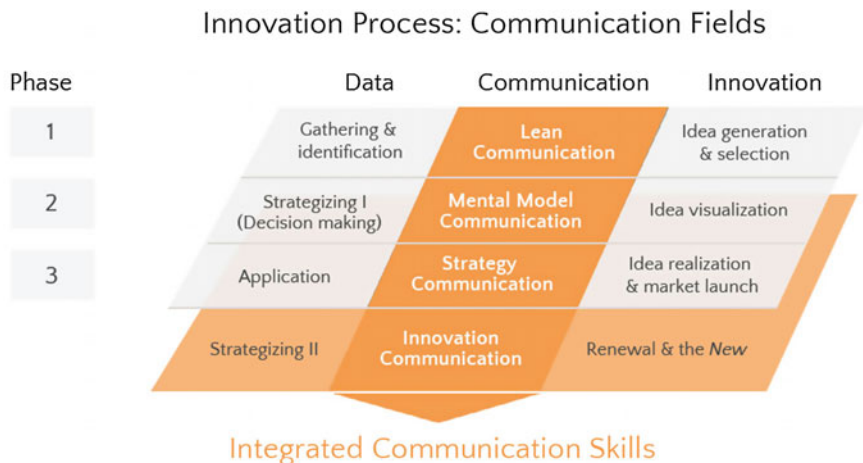 Innovation Process: Communication Fields
Phase
Data
Communication
Innovation
1
Gathering &
identification
Lean
Communication
Idea generation
& selection
2
Strategizing I
(Decision making)
Mental Model
Communication
Idea visualization
3
Application
Strategy
Communication
Idea realization
& market launch
Strategizing II
Innovation
Communication
Renewal & the New
Integrated Communication Skills